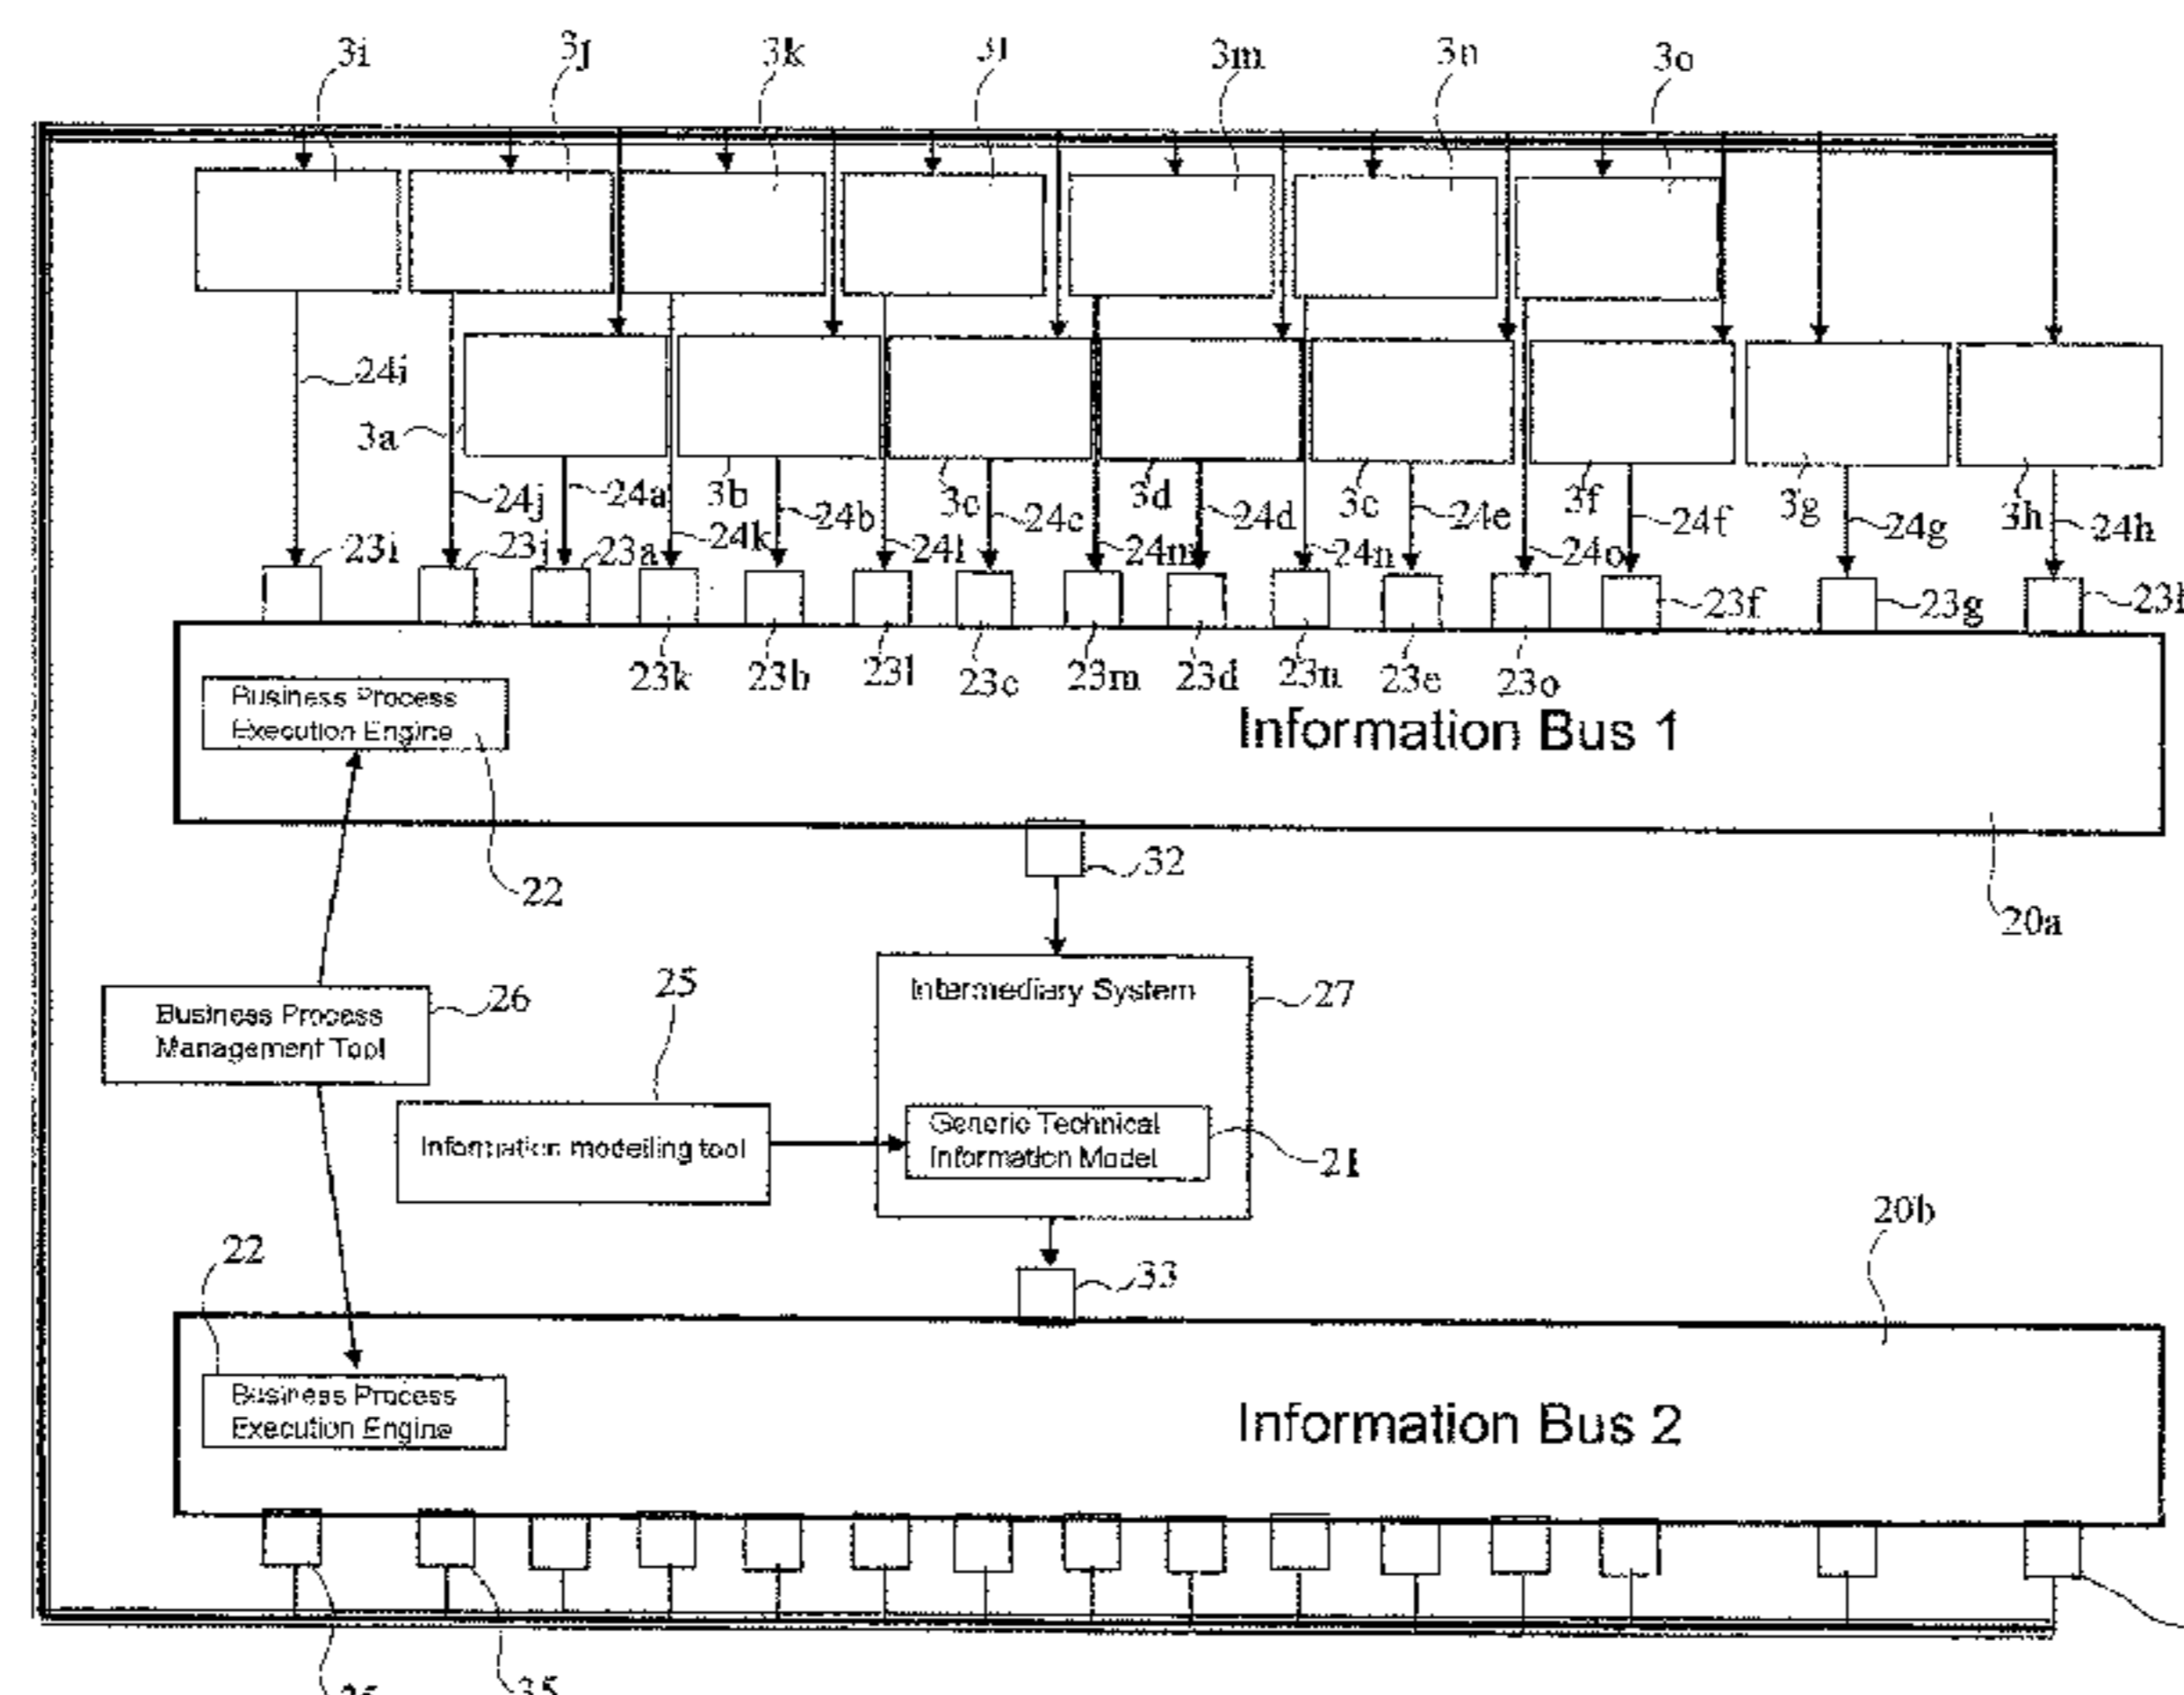 3i 3j 3k 3l 3m 3n 3o
24i
3a
24j 24a 3b 24b 3c 24c 3d 24d 3e 24e 3f 24f 3g 24g 3h 24h
24k 24l 24m 24n 24o
23i 23j 23a 23f 23g
23k 23b 23l 23c 23m 23d 23n 23e 23o
Business Process
Execution Engine
Information Bus 1
22
32
20a
Business Process
Management Tool
26
25
Intermediary System
27
Information modelling tool
Generic Technical
Information Model
21
20b
22
33
Business Process
Execution Engine
Information Bus 2
35